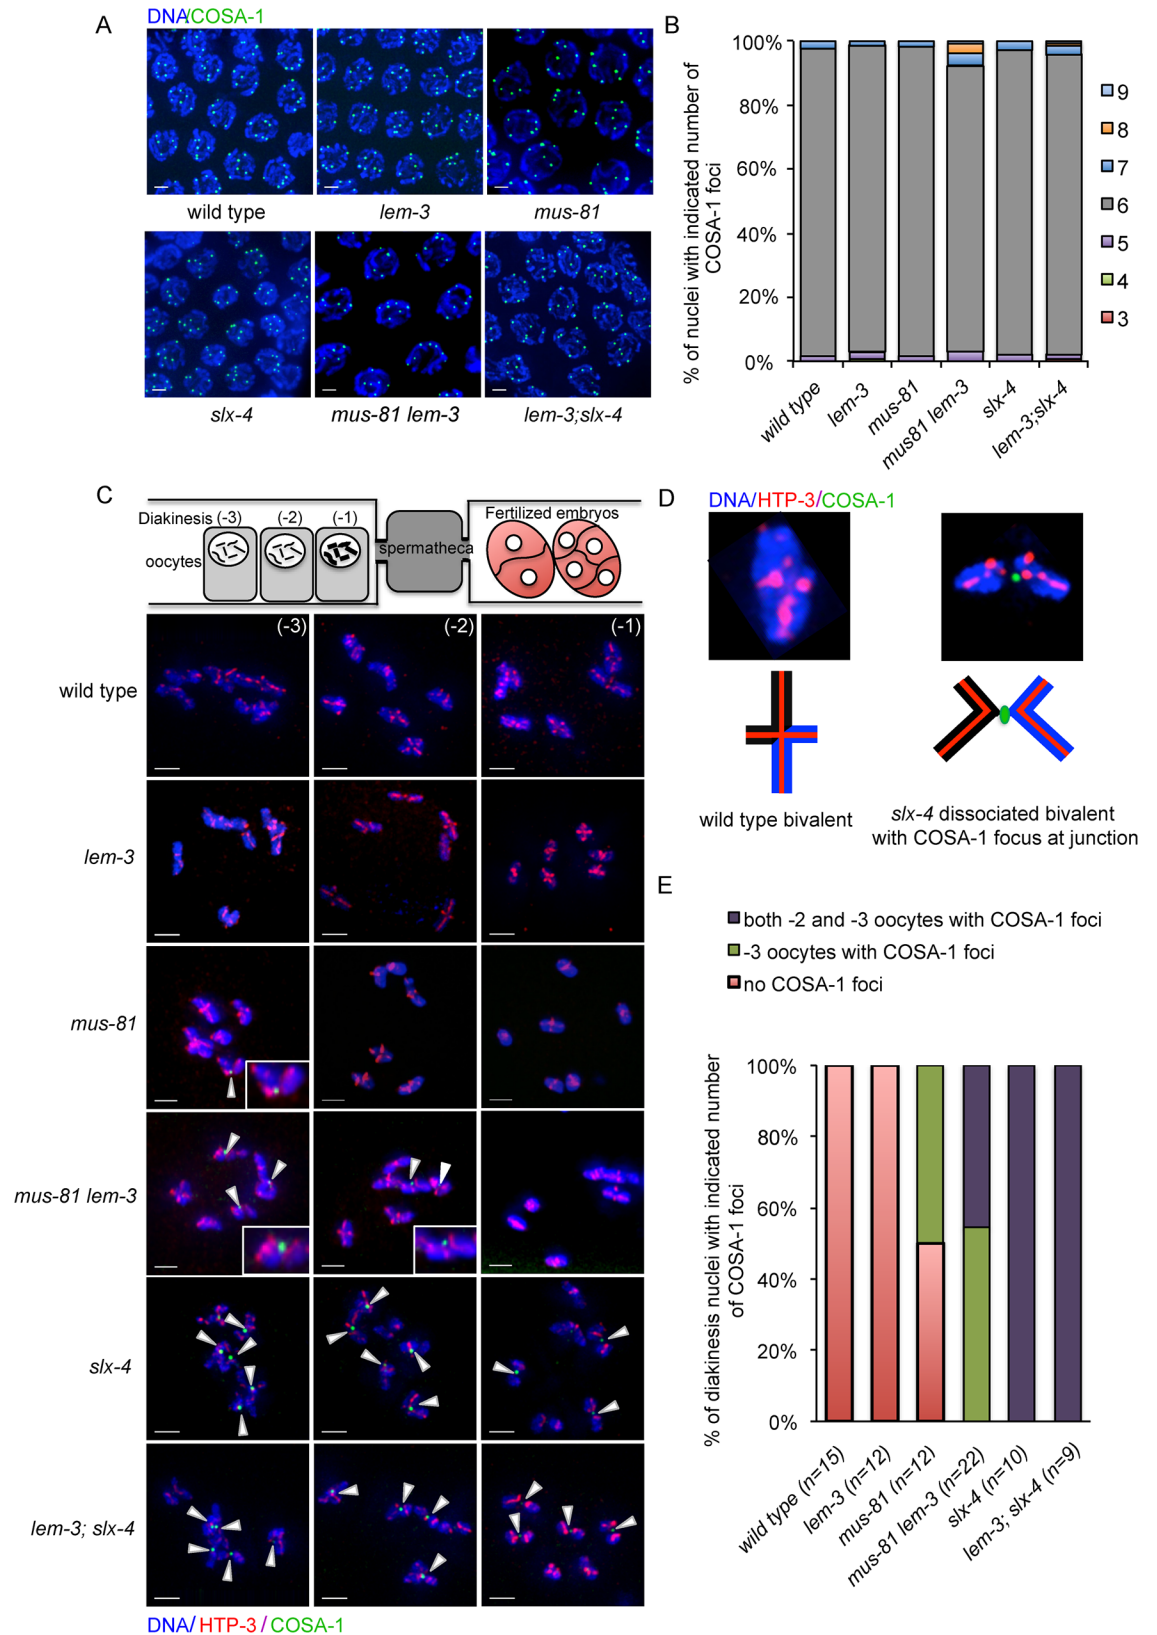 A
DNA/COSA-1
wild type
lem-3
mus-81
slx-4
mus-81 lem-3
lem-3;slx-4
B
% of nuclei with indicated number of
COSA-1 foci
100%
80%
60%
40%
20%
0%
wild type
lem-3
mus-81
mus81 lem-3
slx-4
lem-3;slx-4
9
8
7
6
5
4
3
C
Diakinesis (-3) (-2) (-1)
oocytes
spermatheca
Fertilized embryos
(-3) (-2) (-1)
wild type
lem-3
mus-81
mus-81 lem-3
slx-4
lem-3; slx-4
DNA/ HTP-3 / COSA-1
D
DNA/HTP-3/COSA-1
wild type bivalent
slx-4 dissociated bivalent
with COSA-1 focus at junction
E
both -2 and -3 oocytes with COSA-1 foci
-3 oocytes with COSA-1 foci
no COSA-1 foci
% of diakinesis nuclei with indicated number
of COSA-1 foci
100%
80%
60%
40%
20%
0%
wild type (n=15)
lem-3 (n=12)
mus-81 (n=12)
mus-81 lem-3 (n=22)
slx-4 (n=10)
lem-3; slx-4 (n=9)